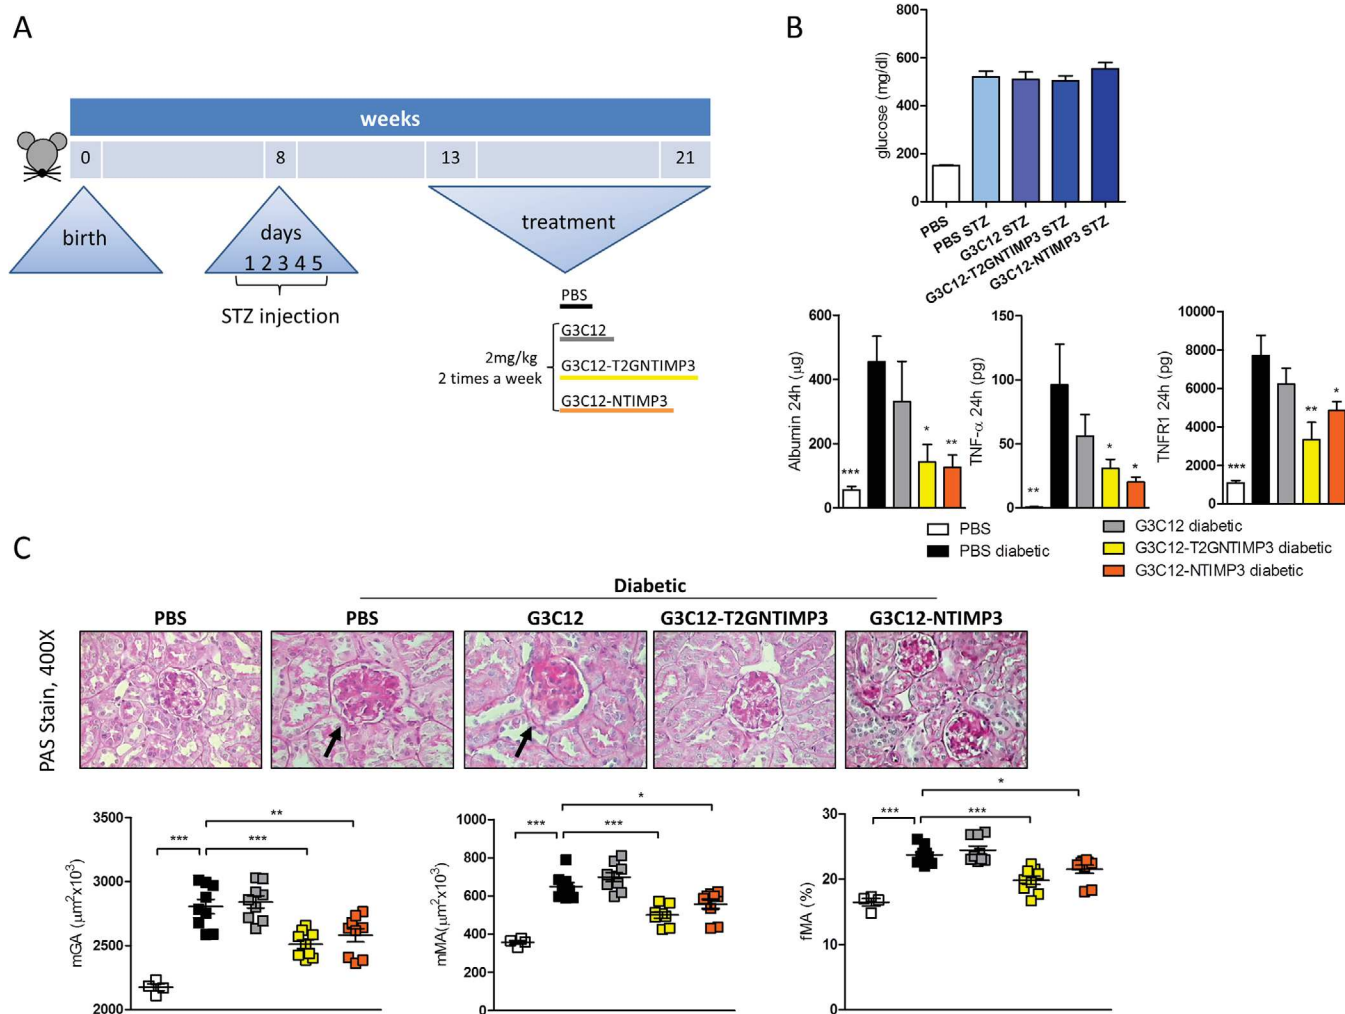 A
weeks
0 8 13 21
birth
days
1 2 3 4 5
STZ injection
treatment
PBS
G3C12
2mg/kg
2 times a week
G3C12-T2GNTIMP3
G3C12-NTIMP3
B
glucose (mg/dl)
800
600
400
200
0
PBS
PBS STZ
G3C12 STZ
G3C12-T2GNTIMP3 STZ
G3C12-NTIMP3 STZ
Albumin 24h (µg)
600
400
200
0
*** * **
TNF-α 24h (pg)
150
100
50
0
** * *
TNFR1 24h (pg)
10000
8000
6000
4000
2000
0
*** ** *
PBS
PBS diabetic
G3C12 diabetic
G3C12-T2GNTIMP3 diabetic
G3C12-NTIMP3 diabetic
C
Diabetic
PBS PBS G3C12 G3C12-T2GNTIMP3 G3C12-NTIMP3
PAS Stain, 400X
mGA (µm²x10³)
3500
3000
2500
2000
**
*** ***
mMA(µm²x10³)
1000
800
600
400
200
0
*
*** ***
fMA (%)
30
20
10
0
*
*** ***